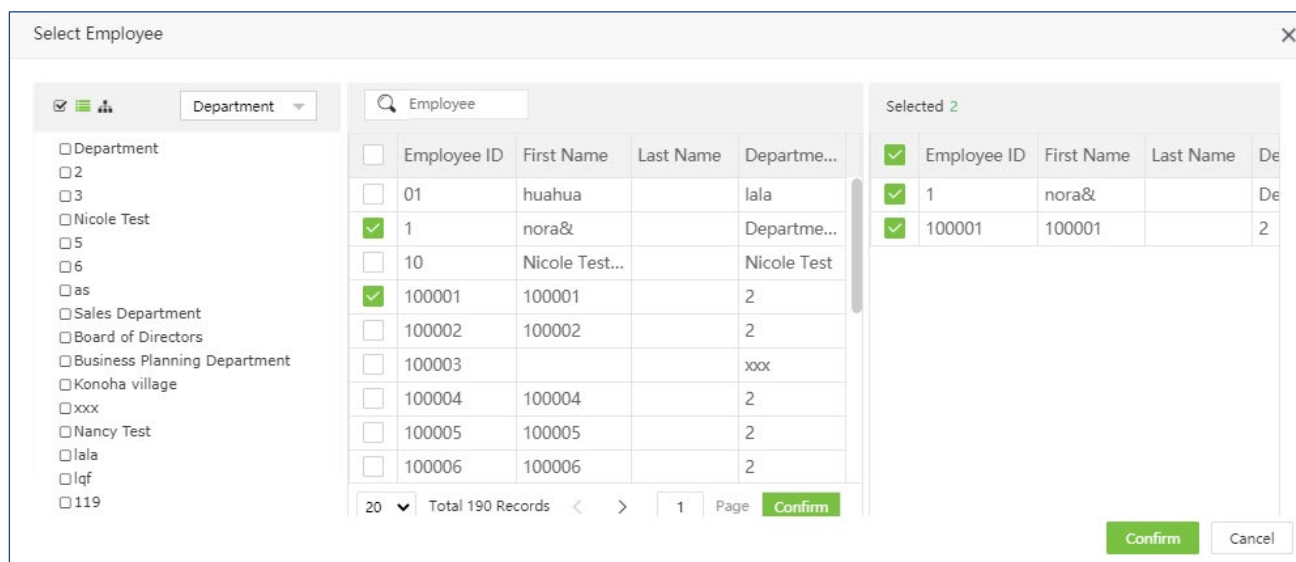 Select Employee
Department
Department
2
3
Nicole Test
5
6
as
Sales Department
Board of Directors
Business Planning Department
Konoha village
xxx
Nancy Test
lala
lqf
119
Employee
Employee ID First Name Last Name Departme...
01 huahua lala
1 nora& Departme...
10 Nicole Test... Nicole Test
100001 100001 2
100002 100002 2
100003 xxx
100004 100004 2
100005 100005 2
100006 100006 2
20 Total 190 Records < > 1 Page Confirm
Selected 2
Employee ID First Name Last Name De
1 nora& De
100001 100001 2
Confirm Cancel